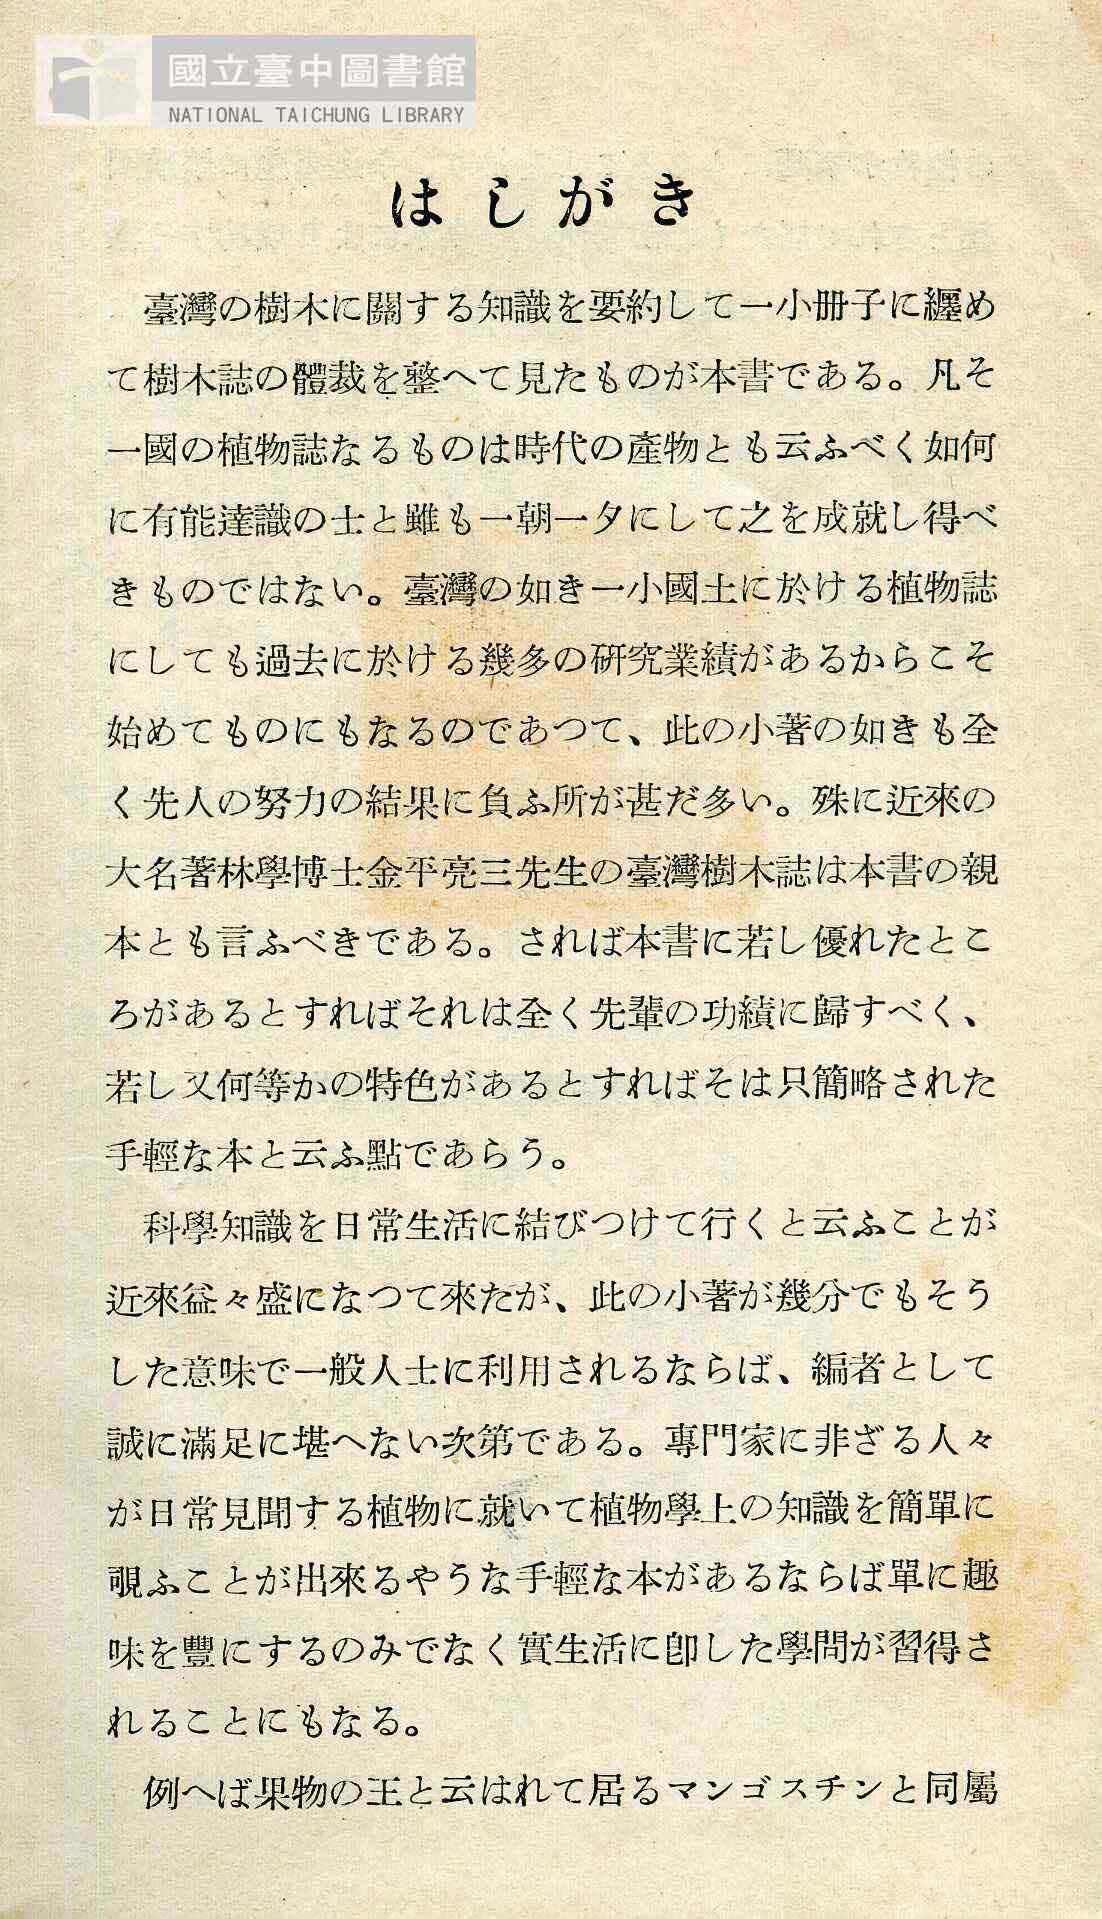 國立臺中圖書館
NATIONAL TAICHUNG LIBRARY
はしがき
臺灣の樹木に關する知識を要約して一小冊子に纒め
て樹木誌の體裁を整へて見たものが本書である。凡そ
一國の植物誌なるものは時代の產物とも云ふべく如何
に有能達識の士と雖も一朝一夕にして之を成就し得べ
きものではない。臺灣の如き一小國土に於ける植物誌
にしても過去に於ける幾多の硏究業績があるからこそ
始めてものにもなるのであつて、此の小著の如きも全
く先人の努力の結果に負ふ所が甚だ多い。殊に近來の
大名著林學博士金平亮三先生の臺灣樹木誌は本書の親
本とも言ふべきである。されば本書に若し優れたとこ
ろがあるとすればそれは全く先輩の功績に歸すべく、
若し又何等かの特色があるとすればそは只簡略された
手輕な本と云ふ點であらう。
科學知識を日常生活に結びつけて行くと云ふことが
近來益々盛になつて來たが、此の小著が幾分でもそう
した意味で一般人士に利用されるならば、編者として
誠に滿足に堪へない次第である。專門家に非ざる人々
が日常見聞する植物に就いて植物學上の知識を簡單に
覗ふことが出來るやうな手輕な本があるならば單に趣
味を豐にするのみでなく實生活に卽した學問が習得さ
れることにもなる。
例へば果物の王と云はれて居るマンゴスチンと同屬